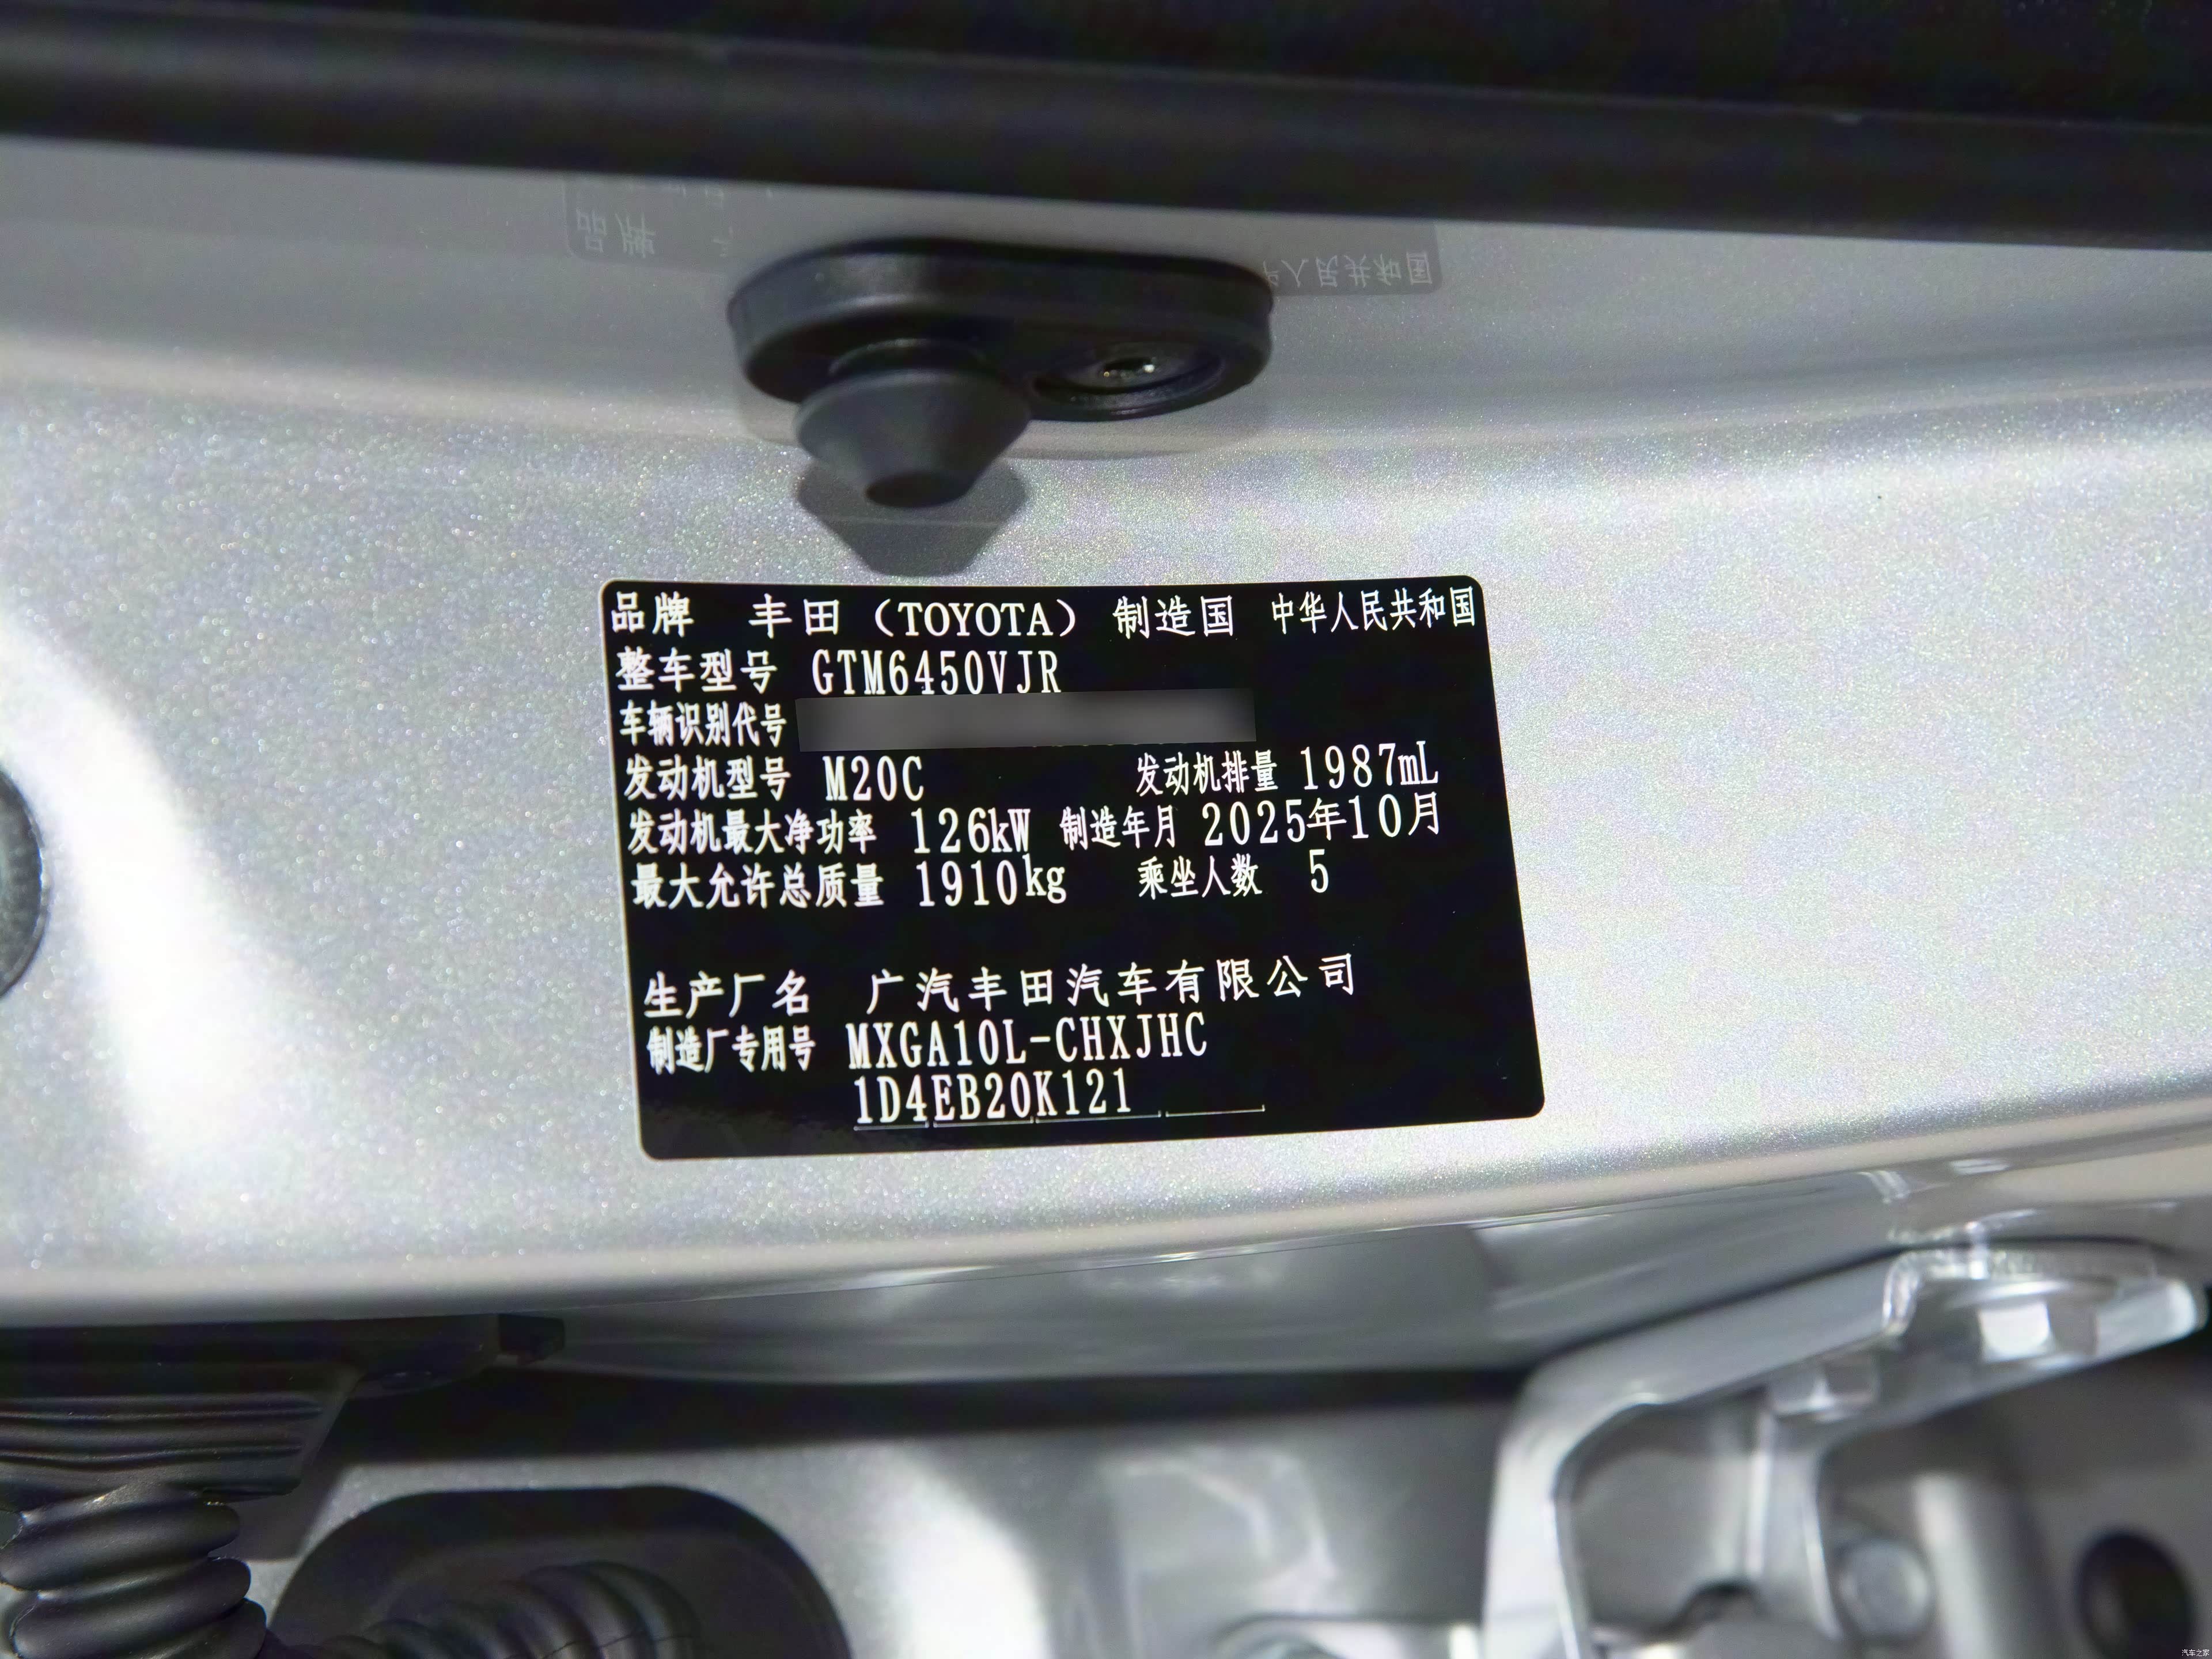 品牌 丰田（TOYOTA） 制造国 中华人民共和国
整车型号 GTM6450VJR
车辆识别代号
发动机型号 M20C 发动机排量 1987mL
发动机最大净功率 126kW 制造年月 2025年10月
最大允许总质量 1910kg 乘坐人数 5
生产厂名 广汽丰田汽车有限公司
制造厂专用号 MXGA10L-CHXJHC
1D4EB20K121
汽车之家